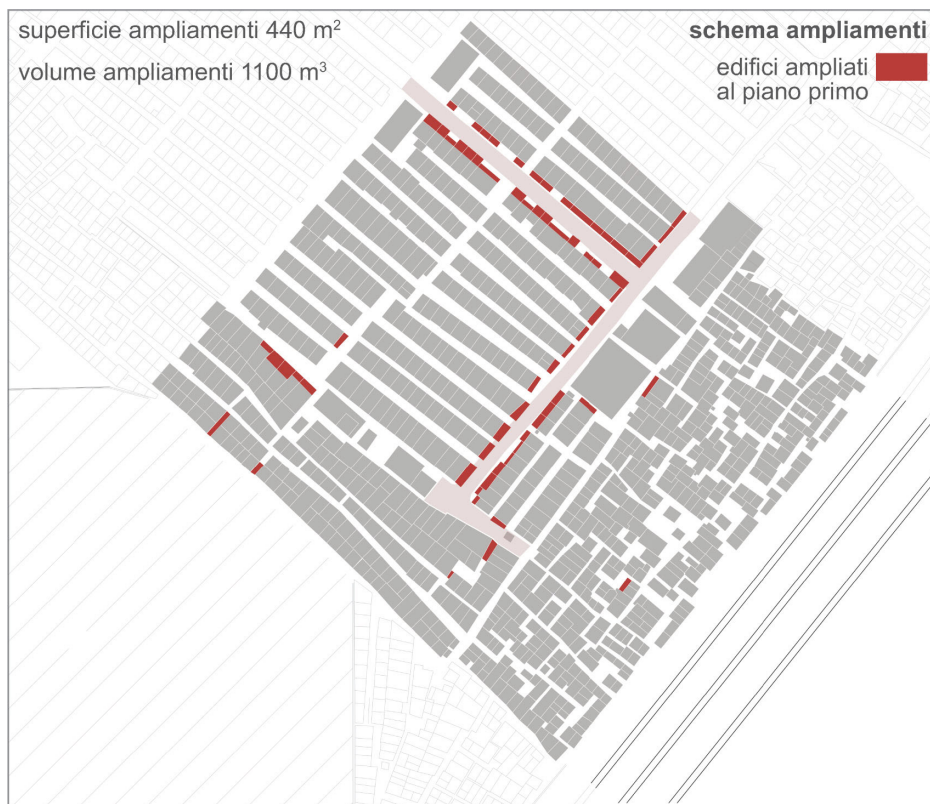 superficie ampliamenti 440 m²
volume ampliamenti 1100 m³
schema ampliamenti
edifici ampliati
al piano primo